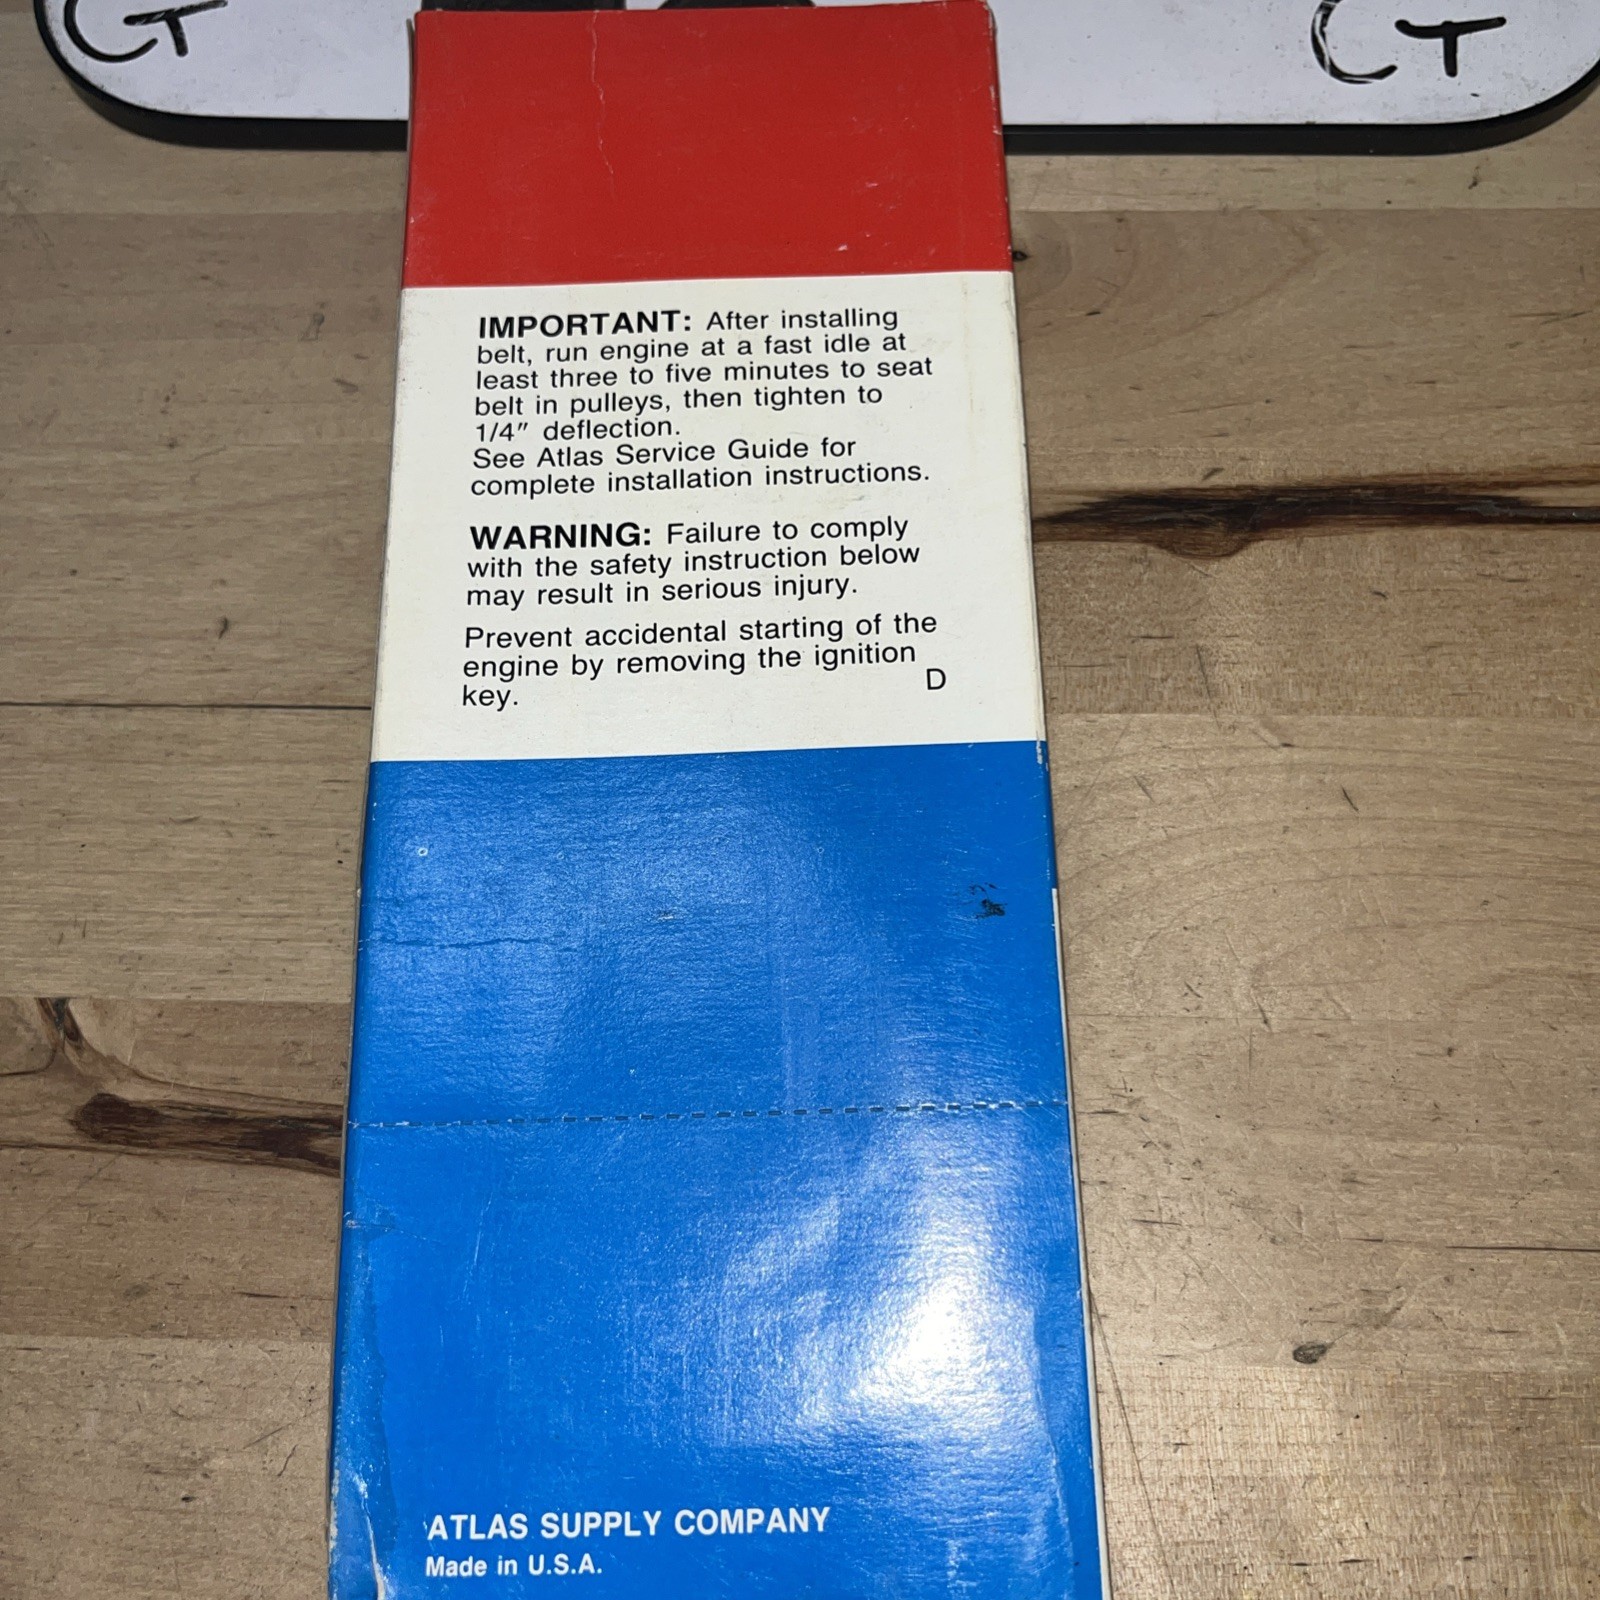 CT CT
IMPORTANT: After installing
belt, run engine at a fast idle at
least three to five minutes to seat
belt in pulleys, then tighten to
1/4" deflection.
See Atlas Service Guide for
complete installation instructions.
WARNING: Failure to comply
with the safety instruction below
may result in serious injury.
Prevent accidental starting of the
engine by removing the ignition
key.
D
ATLAS SUPPLY COMPANY
Made in U.S.A.